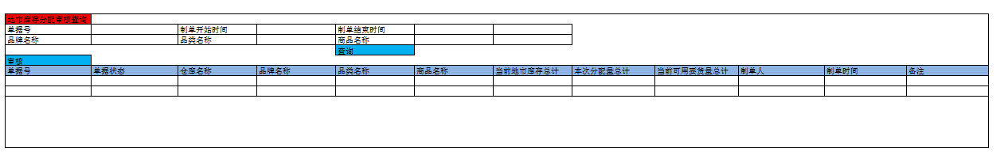 地市库存分配审核查询
单据号 制单开始时间 制单结束时间
品牌名称 品类名称 商品名称
查询
审核
单据号 单据状态 仓库名称 品牌名称 品类名称 商品名称 当前地市库存总计 本次分配量总计 当前可用要货量总计 制单人 制单时间 备注